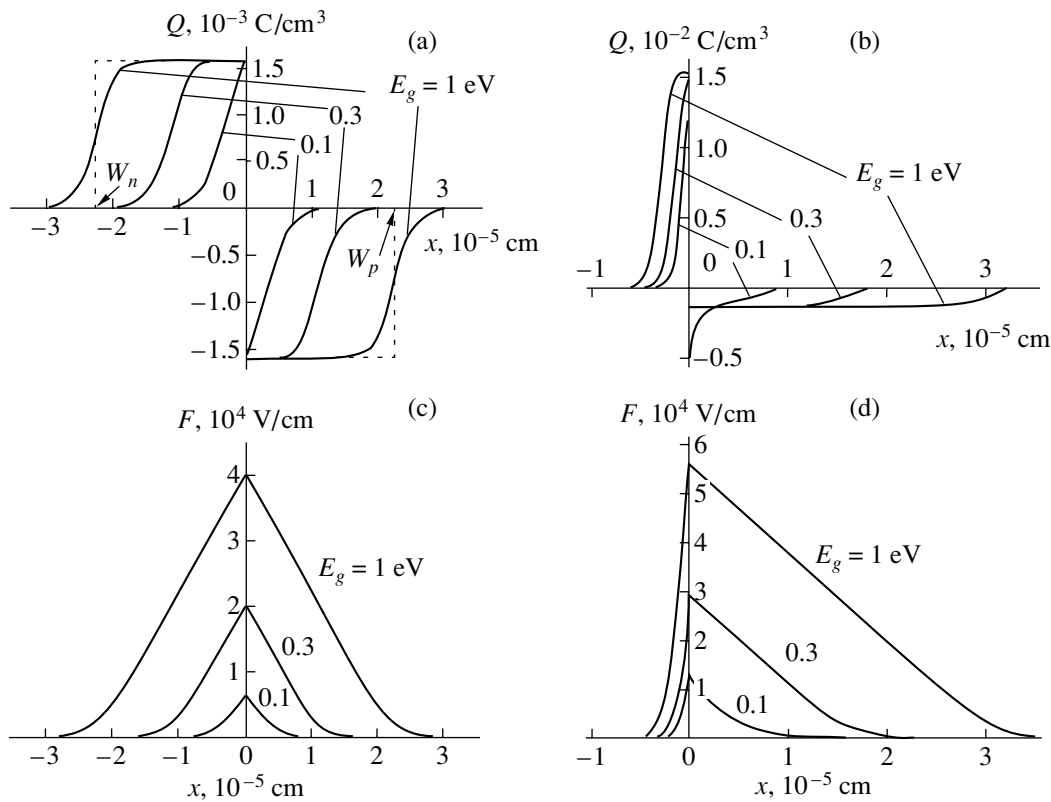 Q, 10⁻³ C/cm³
(a)
1.5
E_g = 1 eV
1.0
0.3
0.5
0.1
W_n
0
1
2
3
−3
−2
−1
x, 10⁻⁵ cm
W_p
−0.5
−1.0
−1.5
Q, 10⁻² C/cm³
(b)
1.5
1.0
E_g = 1 eV
0.5
0.3
0.1
−1
0
1
2
3
x, 10⁻⁵ cm
−0.5
F, 10⁴ V/cm
(c)
4
3
E_g = 1 eV
2
0.3
1
0.1
−3
−2
−1
0
1
2
3
x, 10⁻⁵ cm
F, 10⁴ V/cm
(d)
6
5
4
E_g = 1 eV
3
2
0.3
1
0.1
−1
0
1
2
3
x, 10⁻⁵ cm